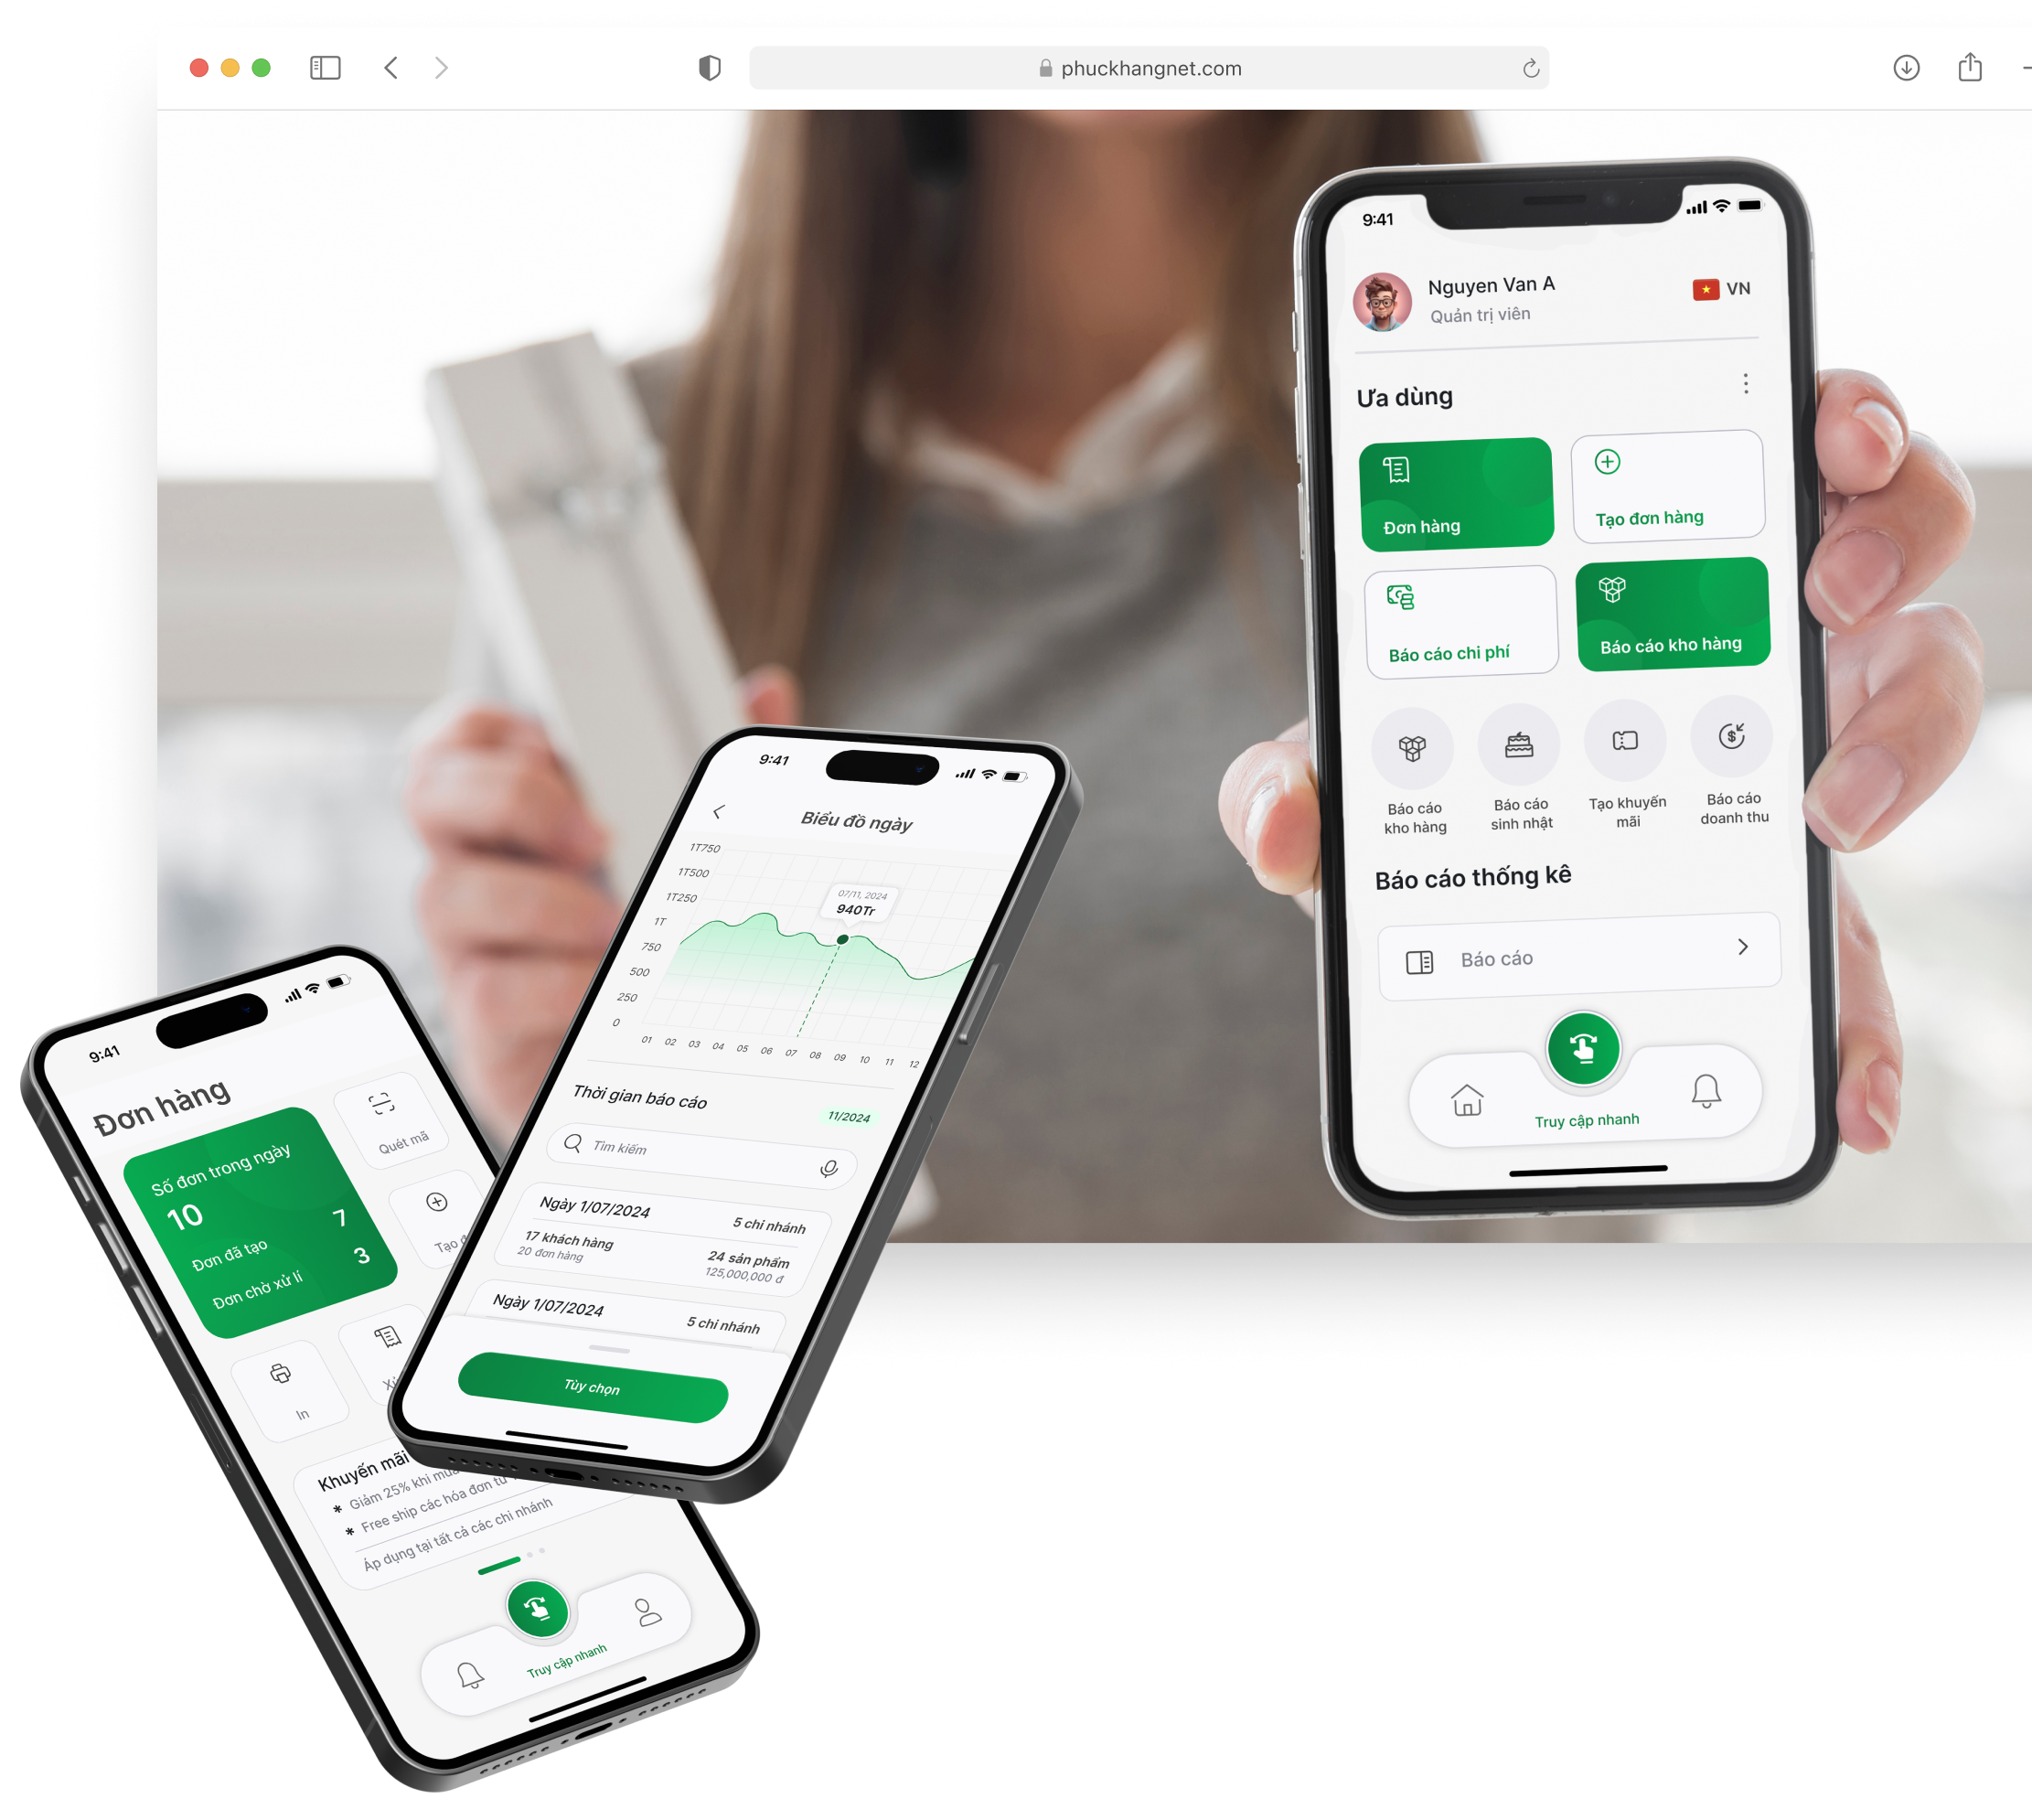 phuckhangnet.com
9:41
Nguyen Van A
Quản trị viên
VN
Ưa dùng
Đơn hàng
Tạo đơn hàng
Báo cáo chi phí
Báo cáo kho hàng
Báo cáo
kho hàng
Báo cáo
sinh nhật
Tạo khuyến
mãi
Báo cáo
doanh thu
Báo cáo thống kê
Báo cáo
Truy cập nhanh
9:41
Biểu đồ ngày
1T750
1T500
1T250
1T
750
500
250
0
07/11, 2024
940Tr
01 02 03 04 05 06 07 08 09 10 11 12
Thời gian báo cáo
11/2024
Tìm kiếm
Ngày 1/07/2024
5 chi nhánh
17 khách hàng
20 đơn hàng
24 sản phẩm
125,000,000 đ
Ngày 1/07/2024
5 chi nhánh
Tùy chọn
9:41
Đơn hàng
Số đơn trong ngày
10
Đơn đã tạo
7
Đơn chờ xử lí
3
Quét mã
Tạo
In
Khuyến mãi
* Giảm 25% khi
* Free ship các hóa đơn từ
Áp dụng tại tất cả các chi nhánh
Truy cập nhanh